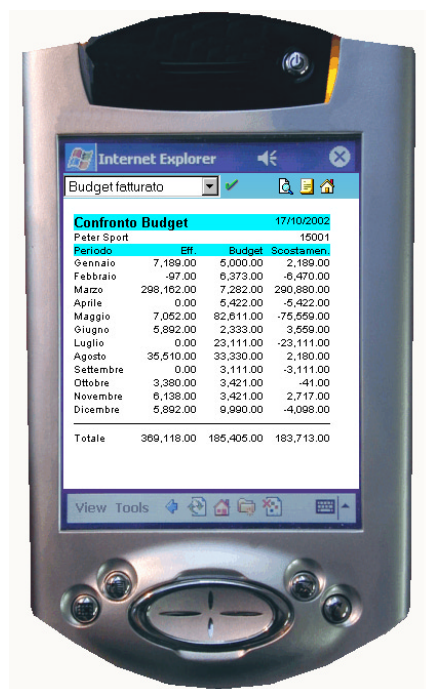 Internet Explorer
Budget fatturato
Confronto Budget 17/10/2002
Peter Sport 15001
Periodo Eff. Budget Scostamen.
Gennaio 7,189.00 5,000.00 2,189.00
Febbraio -97.00 6,373.00 -6,470.00
Marzo 298,162.00 7,282.00 290,880.00
Aprile 0.00 5,422.00 -5,422.00
Maggio 7,052.00 82,611.00 -75,559.00
Giugno 5,892.00 2,333.00 3,559.00
Luglio 0.00 23,111.00 -23,111.00
Agosto 35,510.00 33,330.00 2,180.00
Settembre 0.00 3,111.00 -3,111.00
Ottobre 3,380.00 3,421.00 -41.00
Novembre 6,138.00 3,421.00 2,717.00
Dicembre 5,892.00 9,990.00 -4,098.00
Totale 369,118.00 185,405.00 183,713.00
View Tools